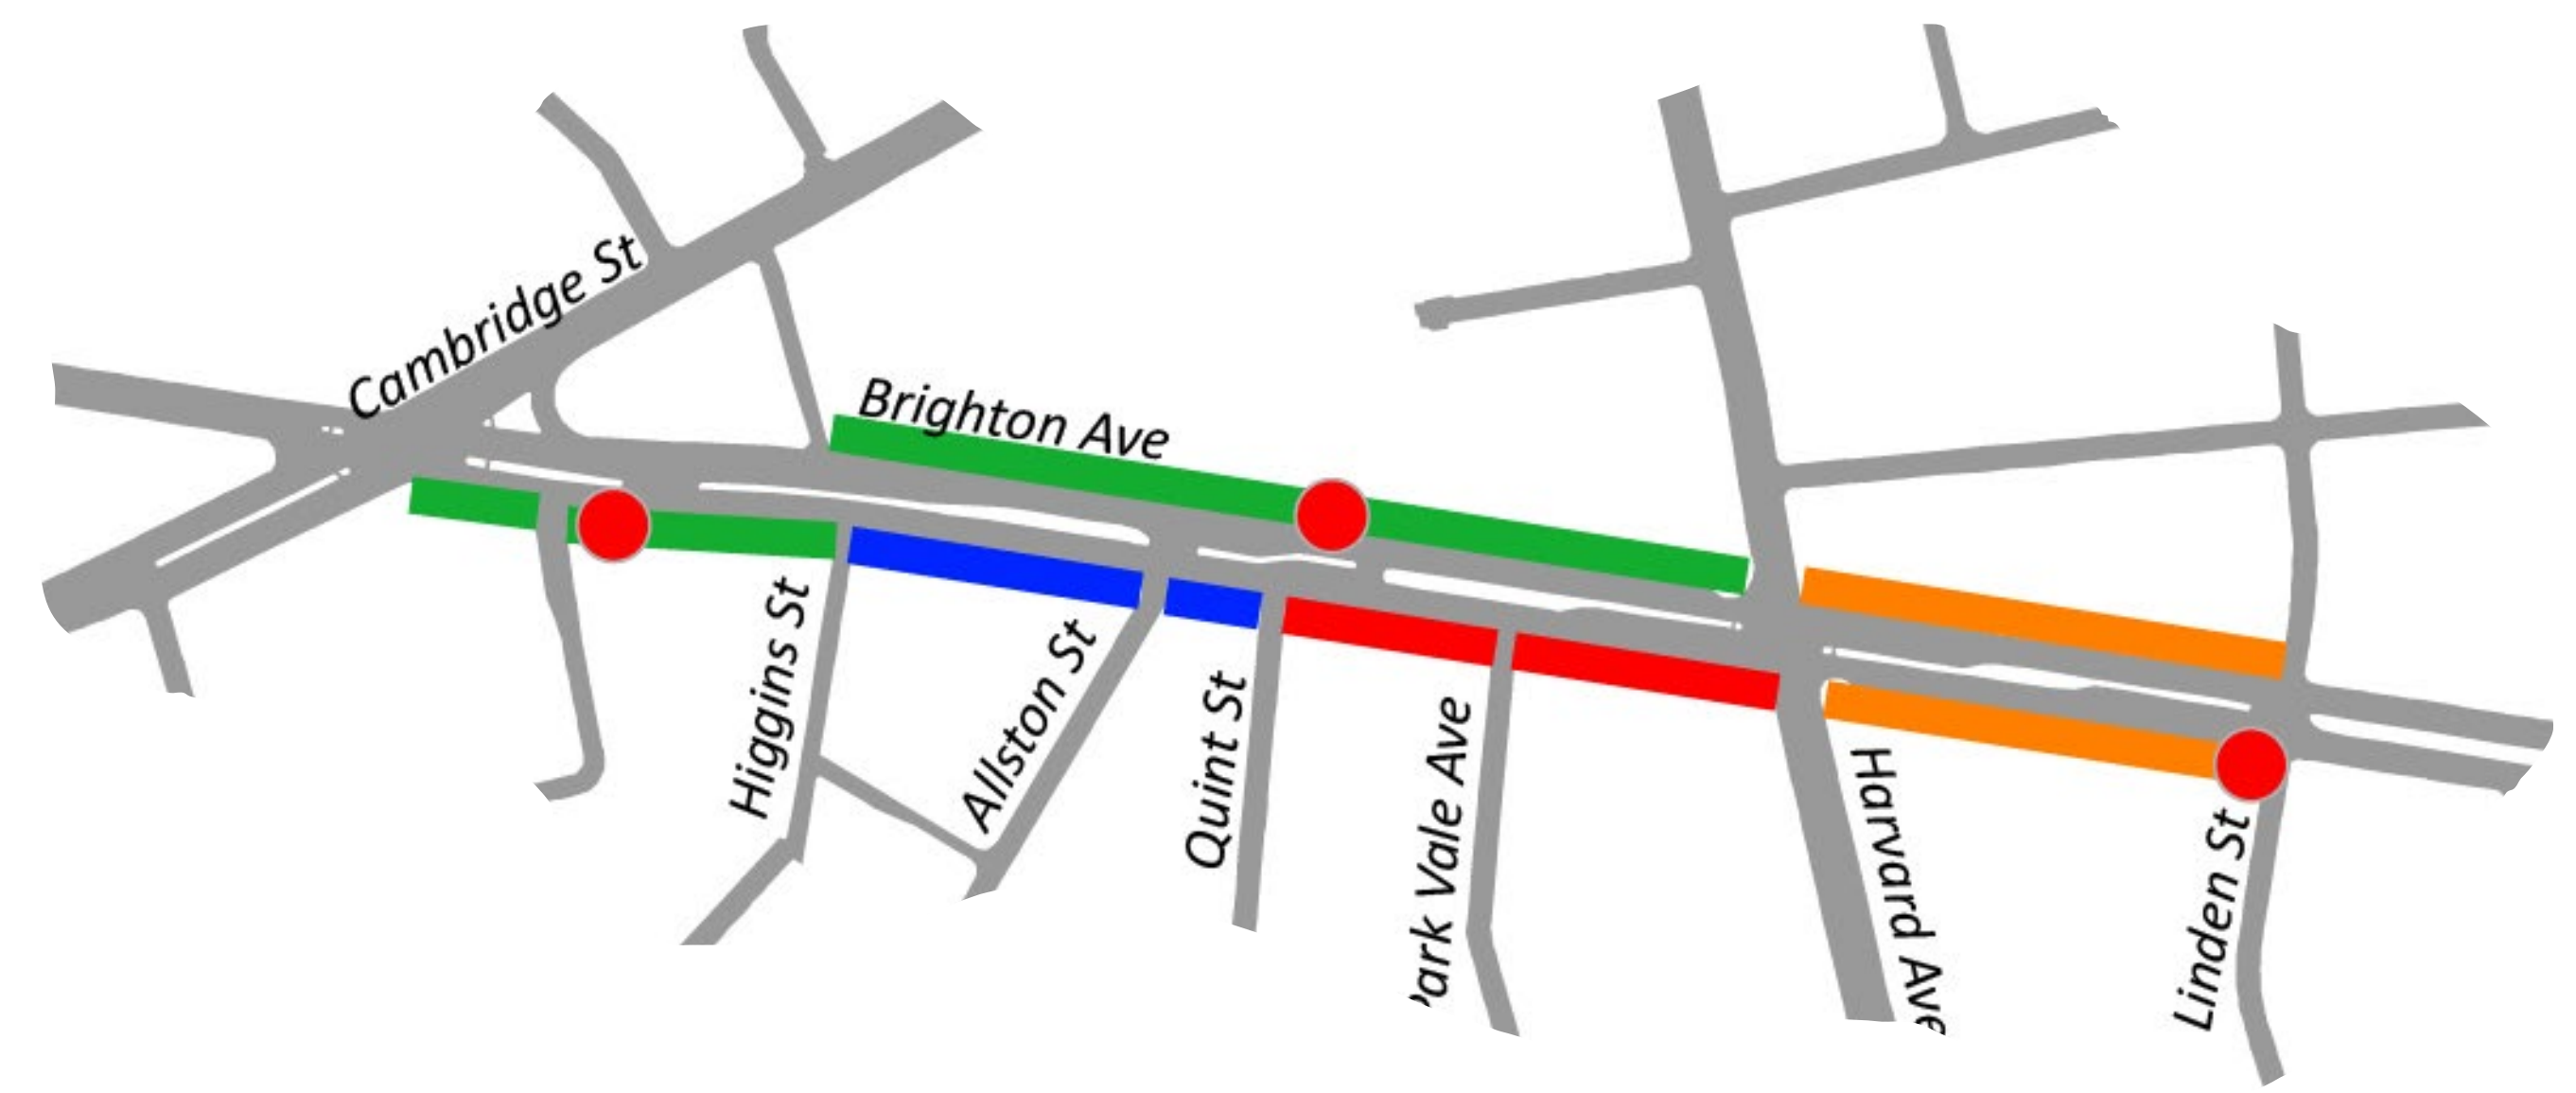 Cambridge St
Brighton Ave
Higgins St
Allston St
Quint St
ark Vale Ave
Harvard Ave
Linden St